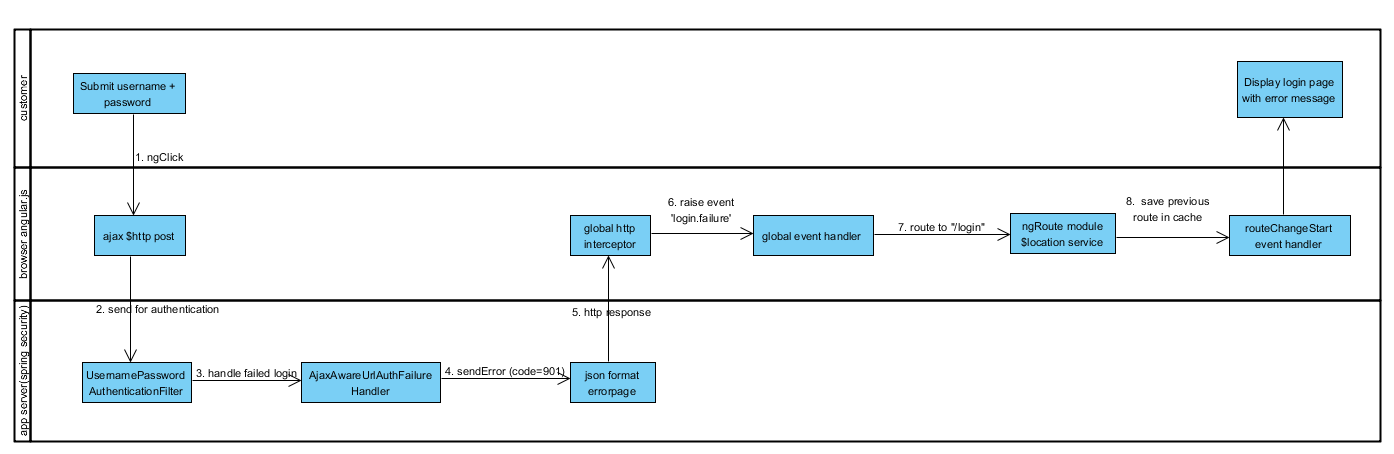 customer
Submit username +
password
Display login page
with error message
1. ngClick
browser angular.js
ajax $http post
global http
interceptor
6. raise event
'login.failure'
global event handler
7. route to "/login"
ngRoute module
$location service
8. save previous
route in cache
routeChangeStart
event handler
app server(spring security)
2. send for authentication
5. http response
UsernamePassword
AuthenticationFilter
3. handle failed login
AjaxAwareUrlAuthFailure
Handler
4. sendError (code=901)
json format
errorpage